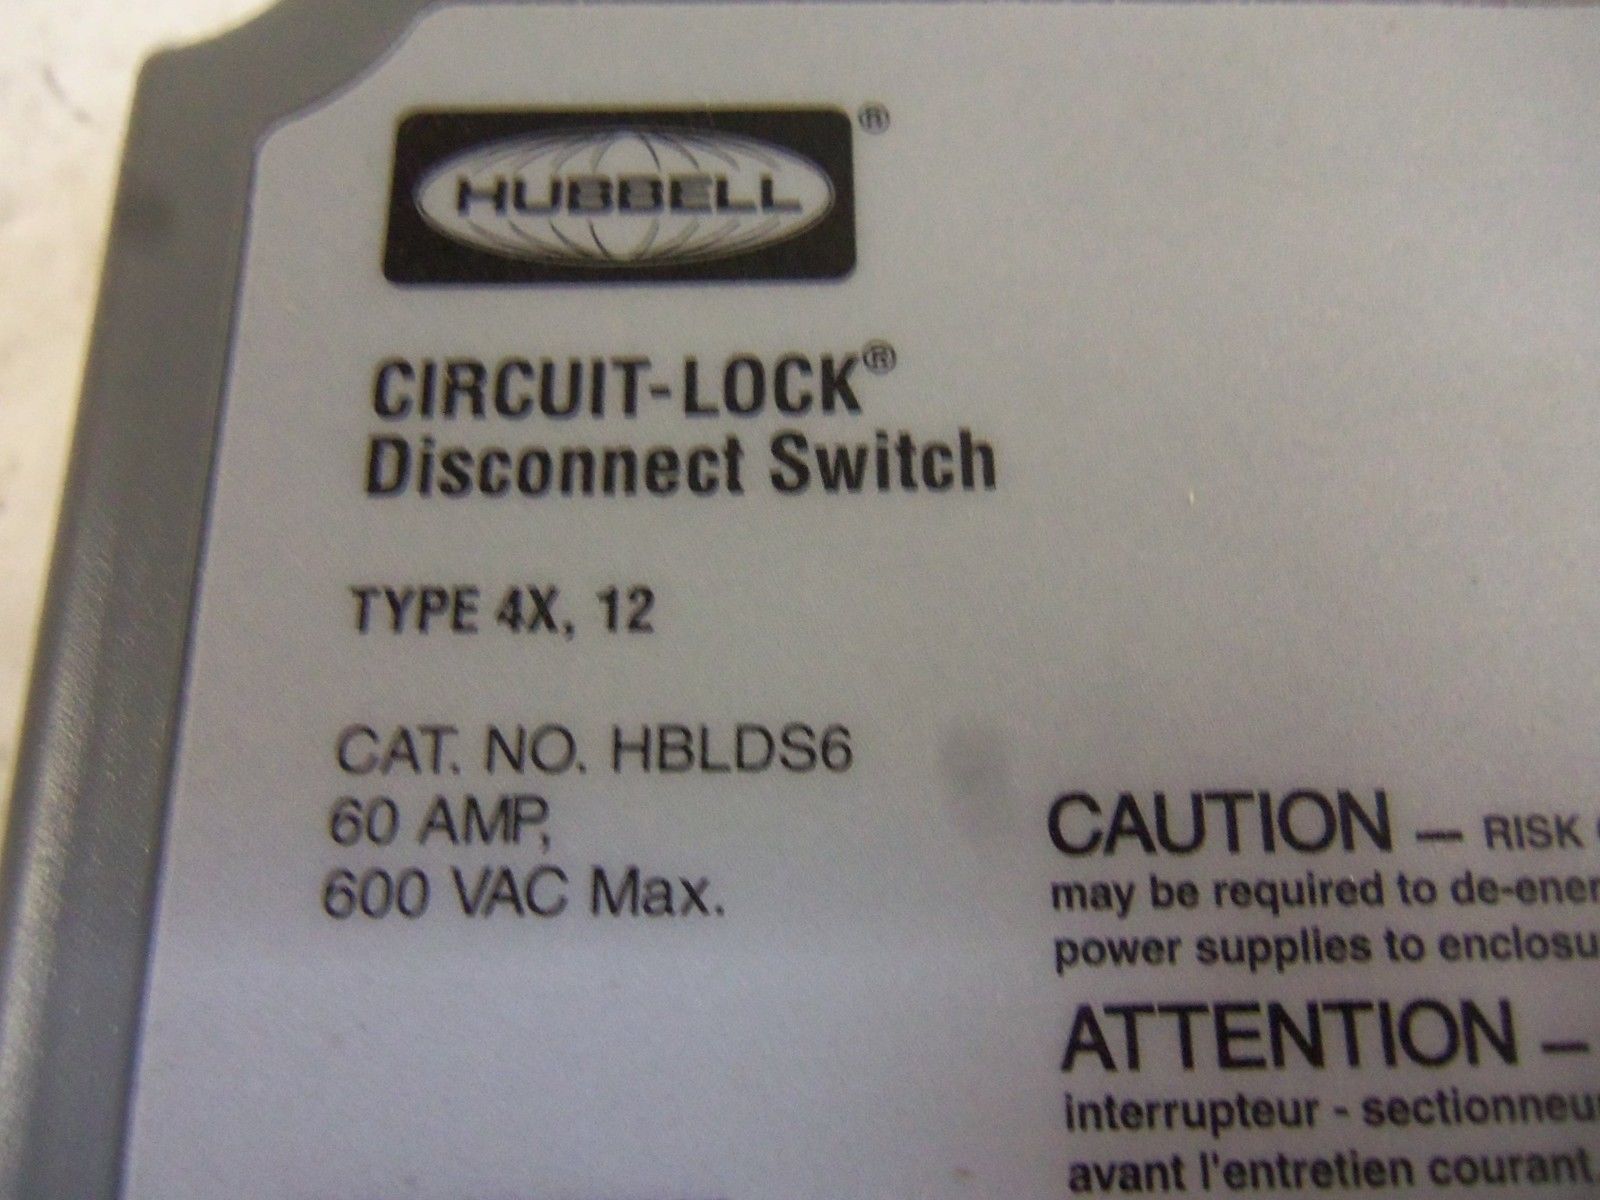 HUBBELL®
CIRCUIT-LOCK®
Disconnect Switch
TYPE 4X, 12
CAT. NO. HBLDS6
60 AMP,
600 VAC Max.
CAUTION — RISK
may be required to de-ener
power supplies to enclosu
ATTENTION —
interrupteur - sectionneu
avant l'entretien courant.